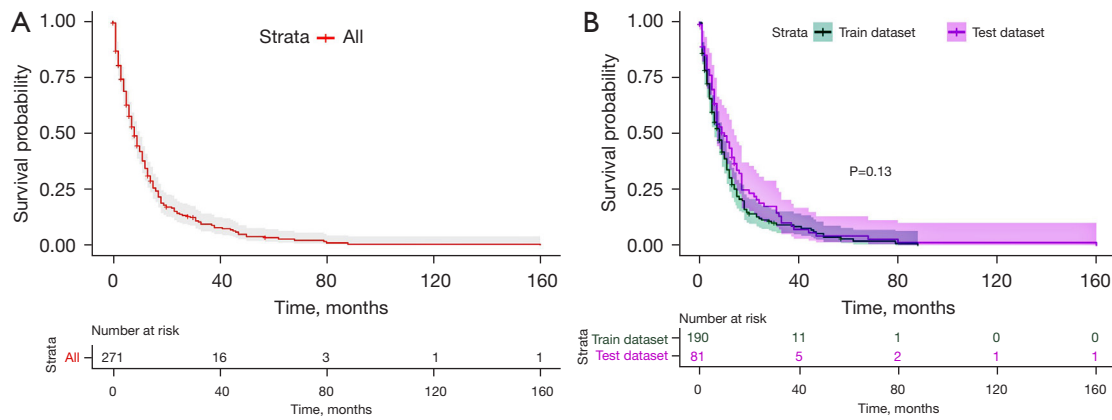 A
Strata All
Survival probability
1.00
0.75
0.50
0.25
0.00
0 40 80 120 160
Time, months
Number at risk
Strata
All 271 16 3 1 1
0 40 80 120 160
Time, months
B
Strata Train dataset Test dataset
Survival probability
1.00
0.75
0.50
0.25
0.00
P=0.13
0 40 80 120 160
Time, months
Number at risk
Strata
Train dataset 190 11 1 0 0
Test dataset 81 5 2 1 1
0 40 80 120 160
Time, months